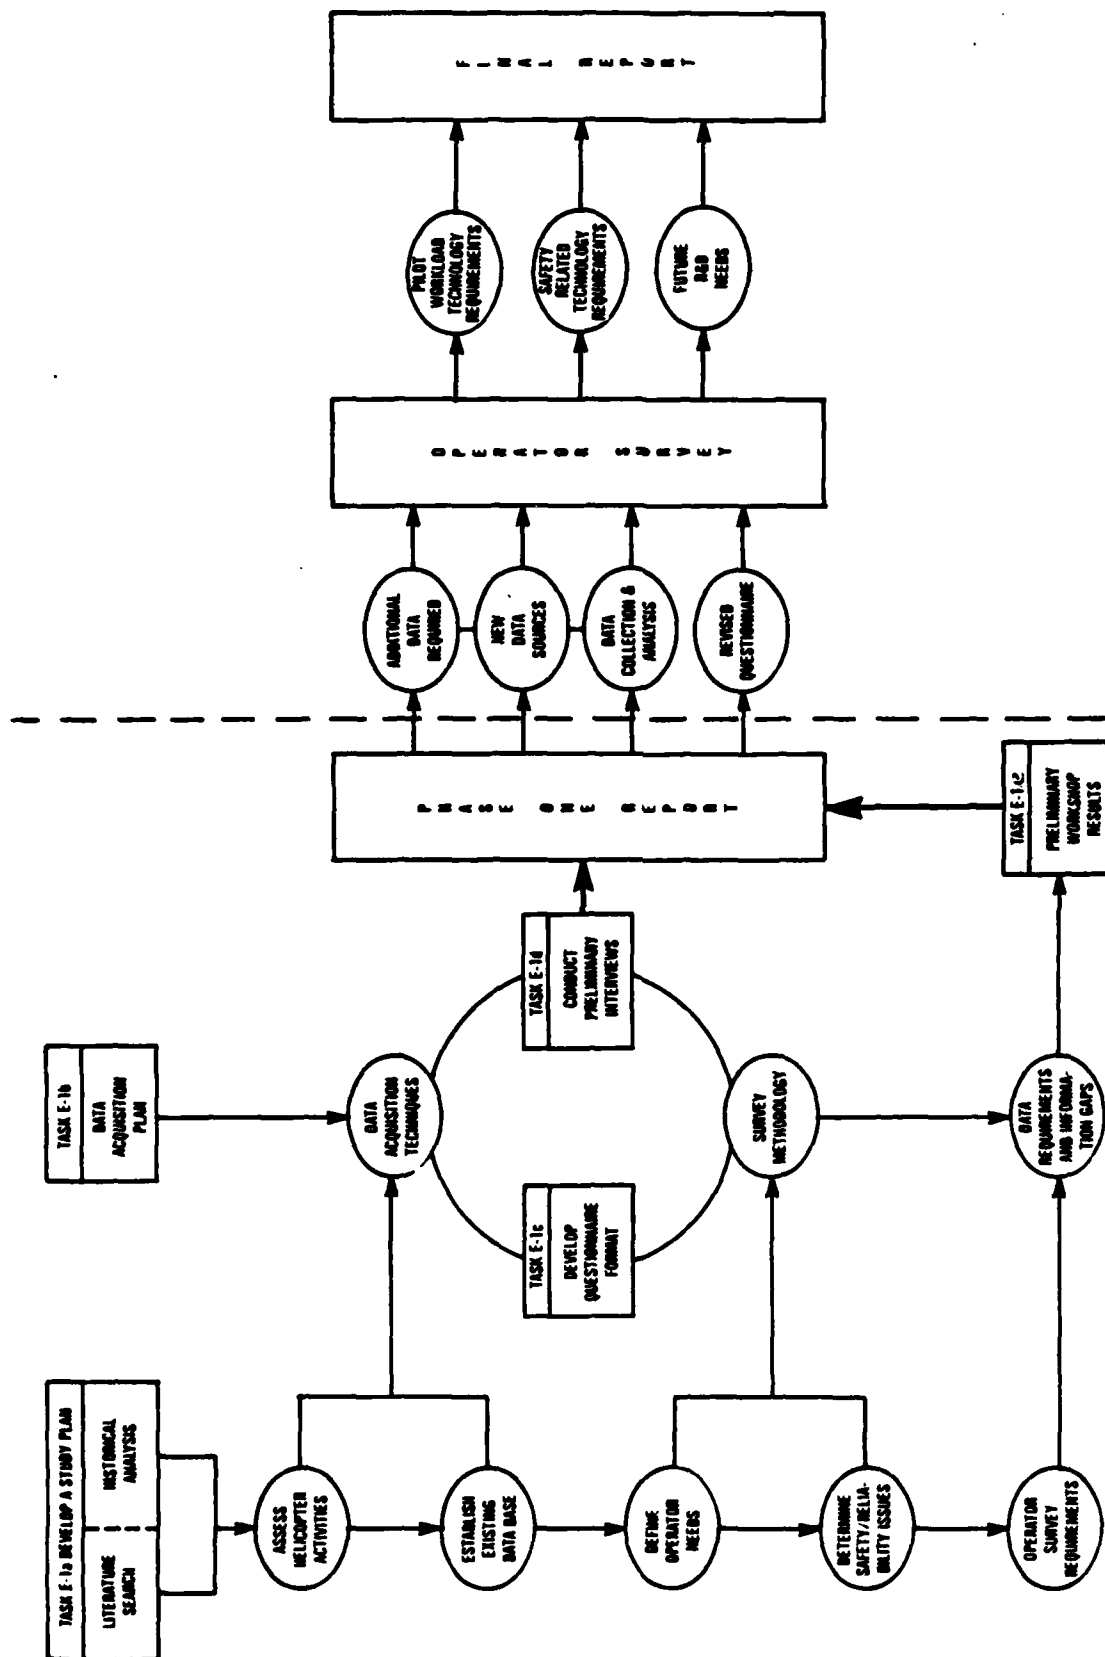 TASK E-1a DEVELOP A STUDY PLAN
LITERATURE
SEARCH
HISTORICAL
ANALYSIS
ASSESS
HELICOPTER
ACTIVITIES
ESTABLISH
EXISTING
DATA BASE
DEFINE
OPERATOR
NEEDS
DETERMINE
SAFETY/RELIA-
BILITY ISSUES
OPERATOR
SURVEY
REQUIREMENTS
TASK E-1b
DATA
ACQUISITION
PLAN
DATA
ACQUISITION
TECHNIQUES
TASK E-1c
DEVELOP
QUESTIONNAIRE
FORMAT
TASK E-1d
CONDUCT
PRELIMINARY
INTERVIEWS
SURVEY
METHODOLOGY
DATA
REQUIREMENTS
AND INFORMA-
TION GAPS
TASK E-1e
PRELIMINARY
WORKSHOP
RESULTS
PHASE ONE REPORT
ADDITIONAL
DATA
REQUIRED
NEW
DATA
SOURCES
DATA
COLLECTION &
ANALYSIS
REVISED
QUESTIONNAIRE
OPERATOR SURVEY
PILOT
WORKLOAD
TECHNOLOGY
REQUIREMENTS
SAFETY
RELATED
TECHNOLOGY
REQUIREMENTS
FUTURE
R&D
NEEDS
FINAL REPORT